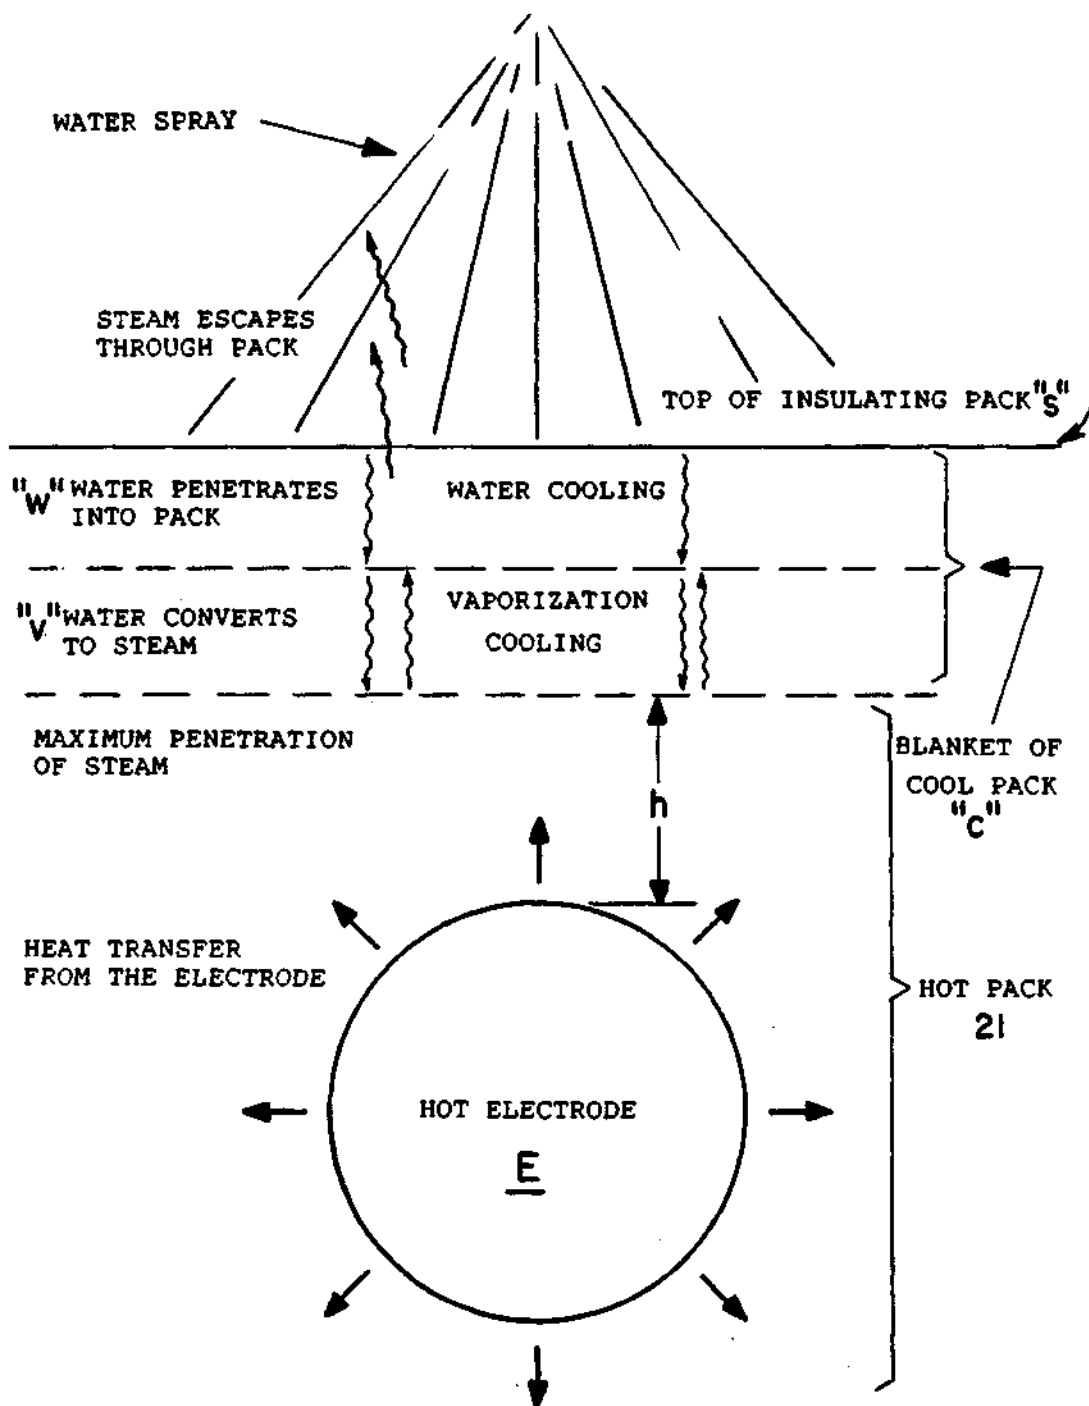 WATER SPRAY
STEAM ESCAPES
THROUGH PACK
TOP OF INSULATING PACK "S"
"W" WATER PENETRATES
INTO PACK
WATER COOLING
"V" WATER CONVERTS
TO STEAM
VAPORIZATION
COOLING
MAXIMUM PENETRATION
OF STEAM
h
BLANKET OF
COOL PACK
"C"
HEAT TRANSFER
FROM THE ELECTRODE
HOT PACK
21
HOT ELECTRODE
E